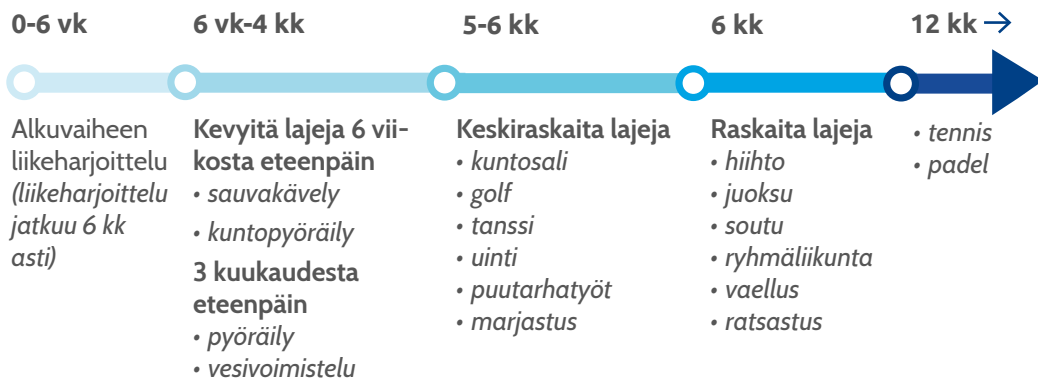 0-6 vk
Alkuvaiheen
liikeharjoittelu
(liikeharjoittelu
jatkuu 6 kk
asti)
6 vk-4 kk
Kevyitä lajeja 6 vii-
kosta eteenpäin
• sauvakävely
• kuntopyöräily
3 kuukaudesta
eteenpäin
• pyöräily
• vesivoimistelu
5-6 kk
Keskiraskaita lajeja
• kuntosali
• golf
• tanssi
• uinti
• puutarhatyöt
• marjastus
6 kk
Raskaita lajeja
• hiihto
• juoksu
• soutu
• ryhmäliikunta
• vaellus
• ratsastus
12 kk →
• tennis
• padel